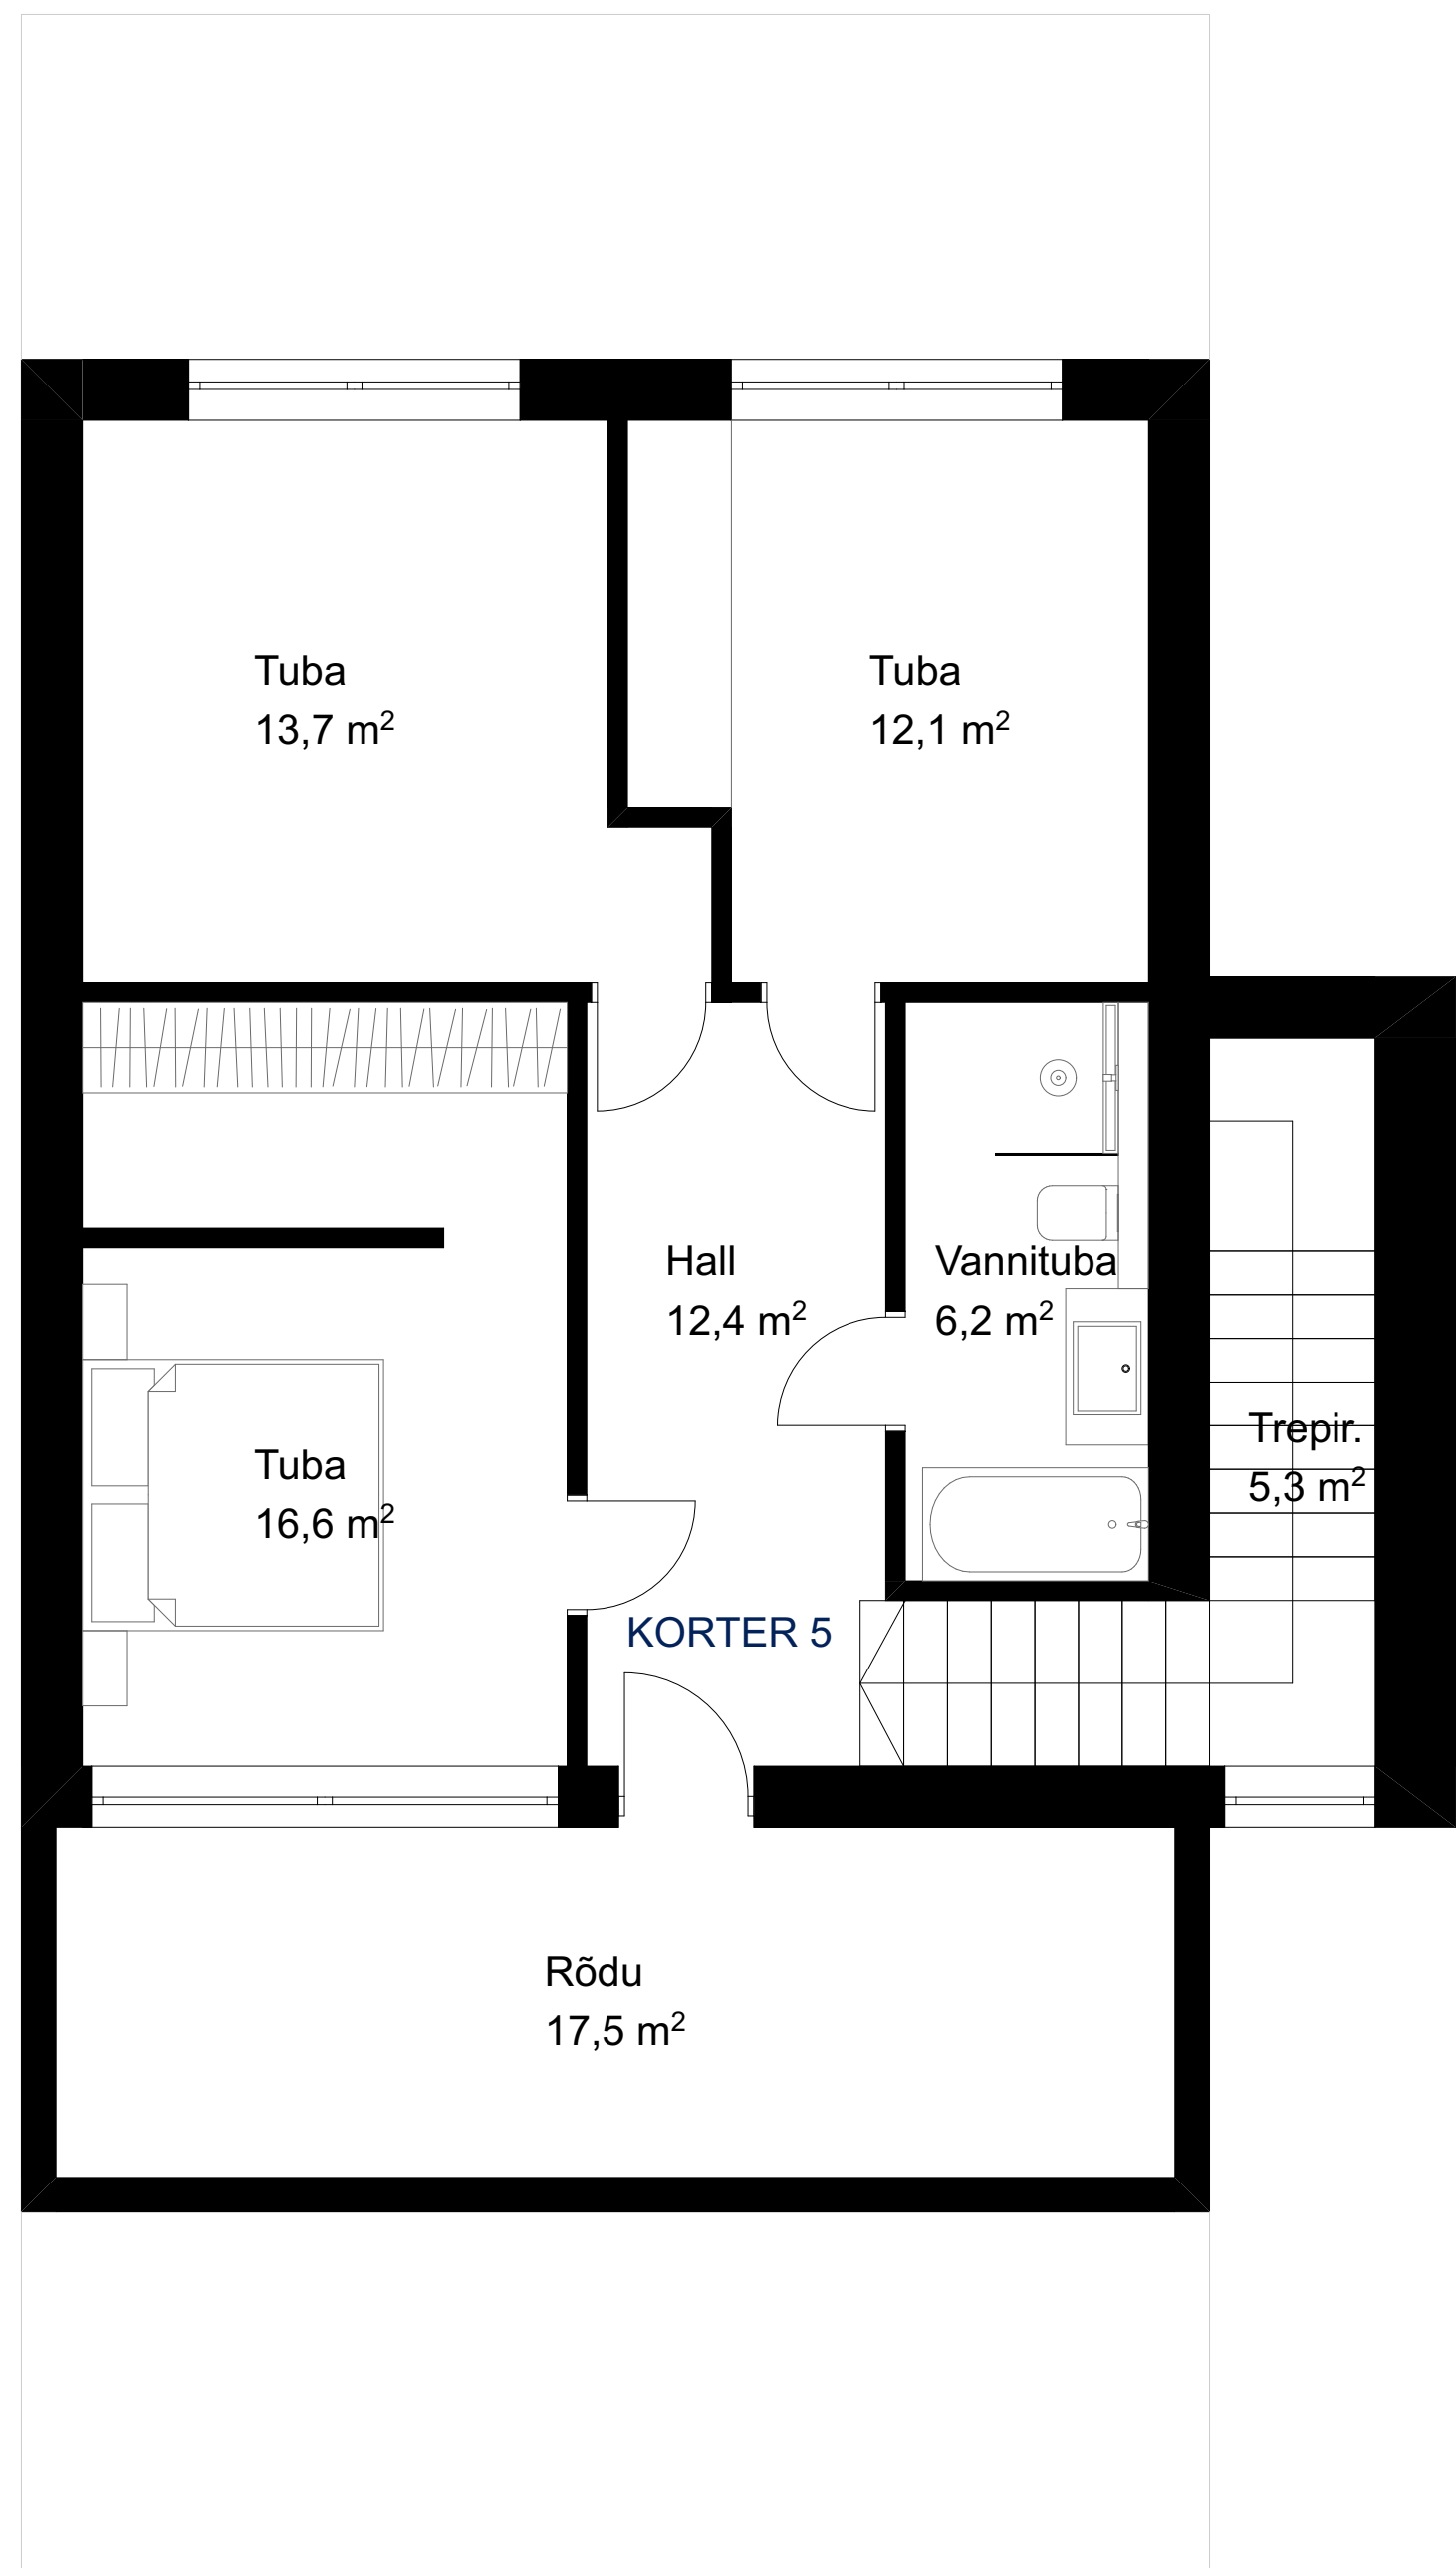 Tuba
13,7 m²
Tuba
12,1 m²
Hall
12,4 m²
Vannituba
6,2 m²
Trepir.
5,3 m²
Tuba
16,6 m²
KORTER 5
Rõdu
17,5 m²